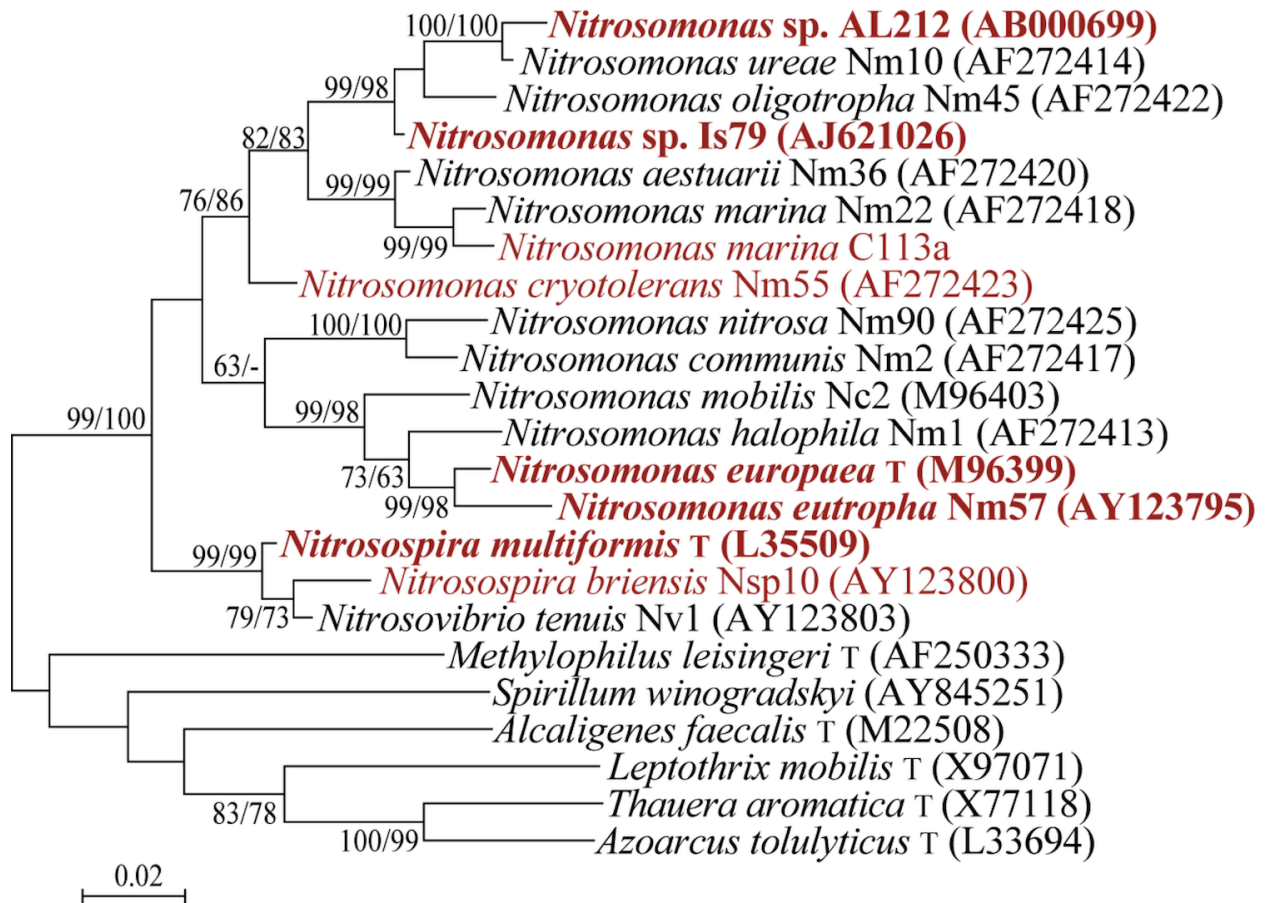 100/100
Nitrosomonas sp. AL212 (AB000699)
Nitrosomonas ureae Nm10 (AF272414)
99/98
Nitrosomonas oligotropha Nm45 (AF272422)
82/83
Nitrosomonas sp. Is79 (AJ621026)
99/99
Nitrosomonas aestuarii Nm36 (AF272420)
76/86
Nitrosomonas marina Nm22 (AF272418)
99/99
Nitrosomonas marina C113a
Nitrosomonas cryotolerans Nm55 (AF272423)
100/100
Nitrosomonas nitrosa Nm90 (AF272425)
63/-
Nitrosomonas communis Nm2 (AF272417)
99/98
Nitrosomonas mobilis Nc2 (M96403)
99/100
Nitrosomonas halophila Nm1 (AF272413)
73/63
Nitrosomonas europaea T (M96399)
99/98
Nitrosomonas eutropha Nm57 (AY123795)
99/99
Nitrosospira multiformis T (L35509)
Nitrosospira briensis Nsp10 (AY123800)
79/73
Nitrosovibrio tenuis Nv1 (AY123803)
Methylophilus leisingeri T (AF250333)
Spirillum winogradskyi (AY845251)
Alcaligenes faecalis T (M22508)
Leptothrix mobilis T (X97071)
83/78
Thauera aromatica T (X77118)
100/99
Azoarcus tolulyticus T (L33694)
0.02